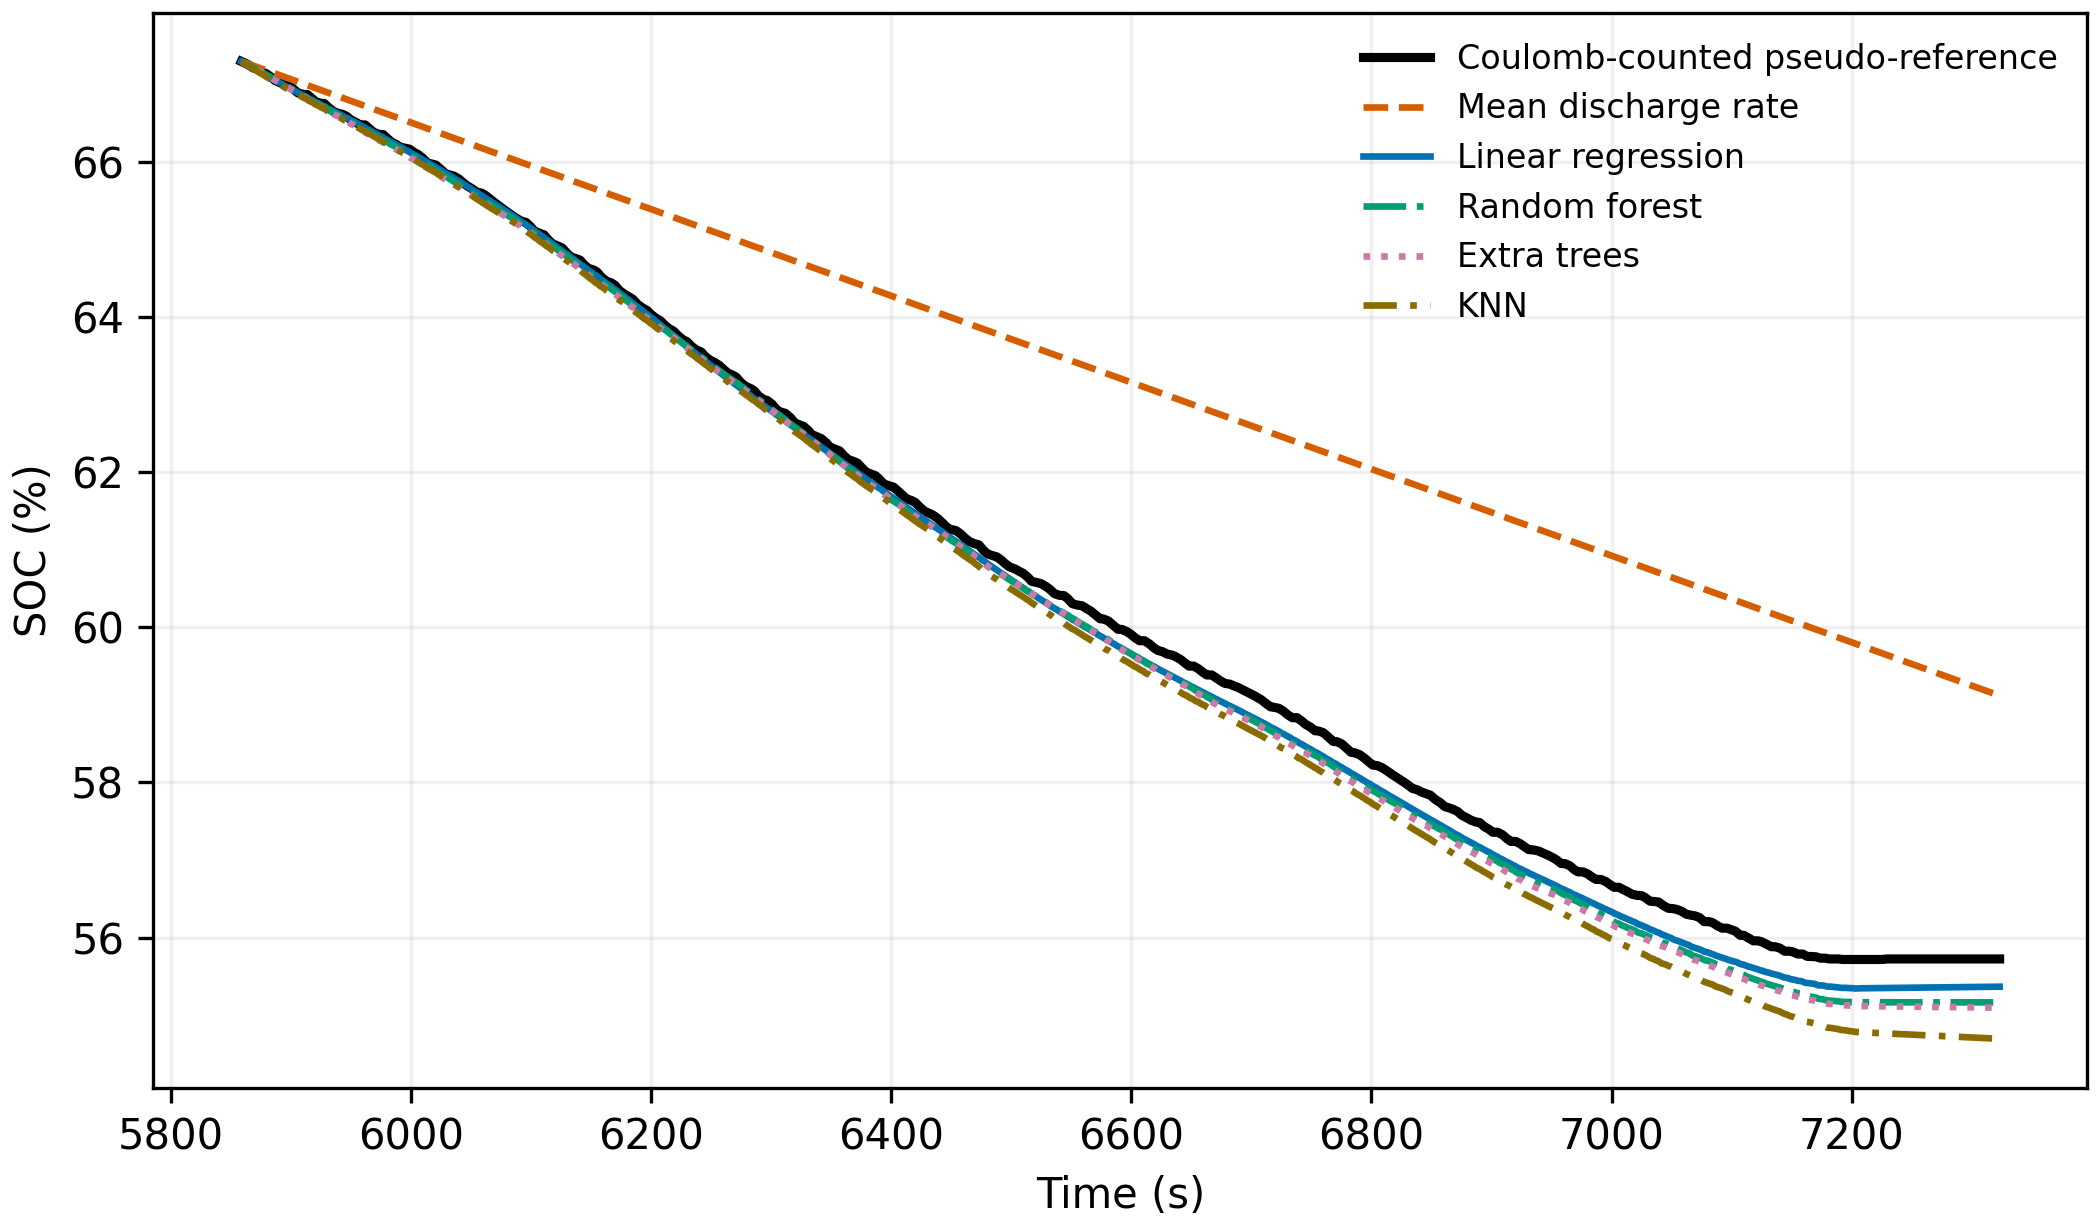 Coulomb-counted pseudo-reference
Mean discharge rate
Linear regression
Random forest
Extra trees
KNN
66
64
62
60
58
56
SOC (%)
5800 6000 6200 6400 6600 6800 7000 7200
Time (s)